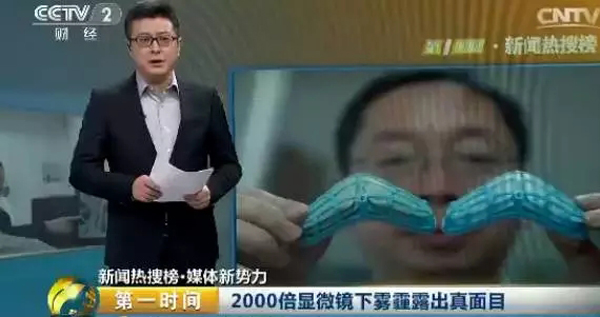 CCTV 2
财 经
CNTV
·新闻热搜榜
新闻热搜榜·媒体新势力
第一时间
2000倍显微镜下雾霾露出真面目